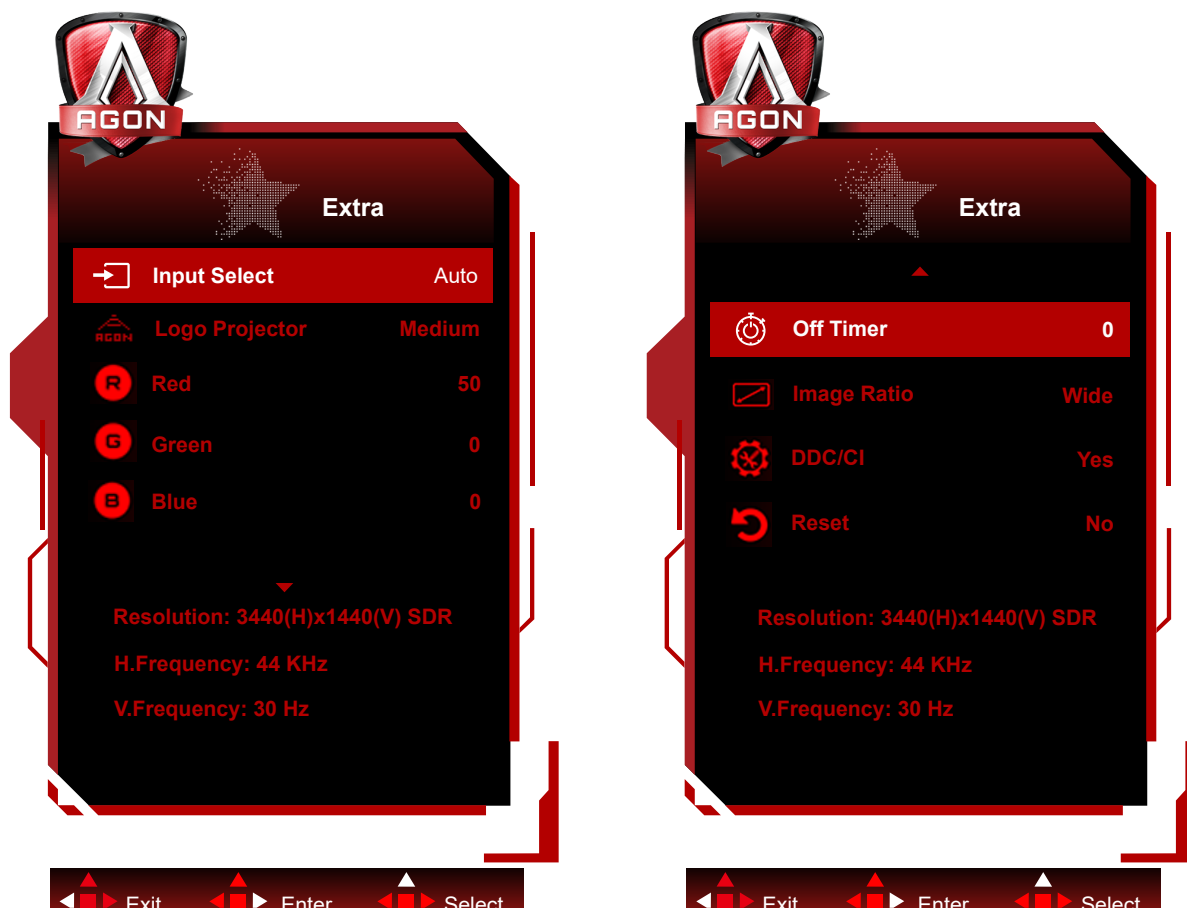 AGON
Extra
Input Select Auto
AGON Logo Projector Medium
R Red 50
G Green 0
B Blue 0
Resolution: 3440(H)x1440(V) SDR
H.Frequency: 44 KHz
V.Frequency: 30 Hz
Exit Enter Select
AGON
Extra
Off Timer 0
Image Ratio Wide
DDC/CI Yes
Reset No
Resolution: 3440(H)x1440(V) SDR
H.Frequency: 44 KHz
V.Frequency: 30 Hz
Exit Enter Select